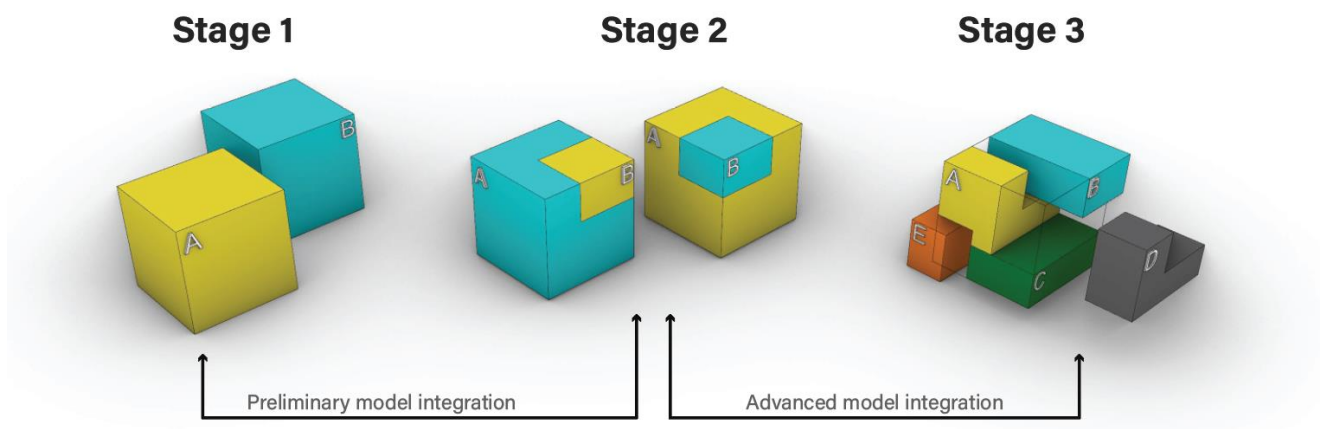 Stage 1
Stage 2
Stage 3
A
B
A
B
A
B
A
B
C
D
E
Preliminary model integration
Advanced model integration